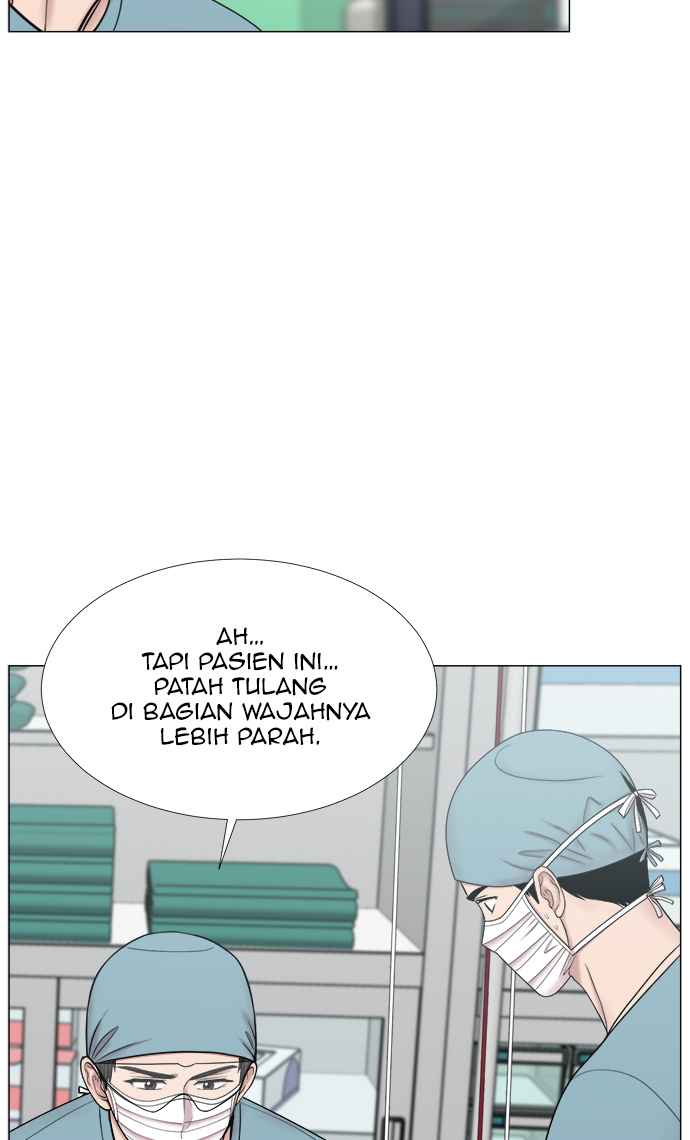 AH...
TAPI PASIEN INI...
PATAH TULANG
DI BAGIAN WAJAHNYA
LEBIH PARAH.